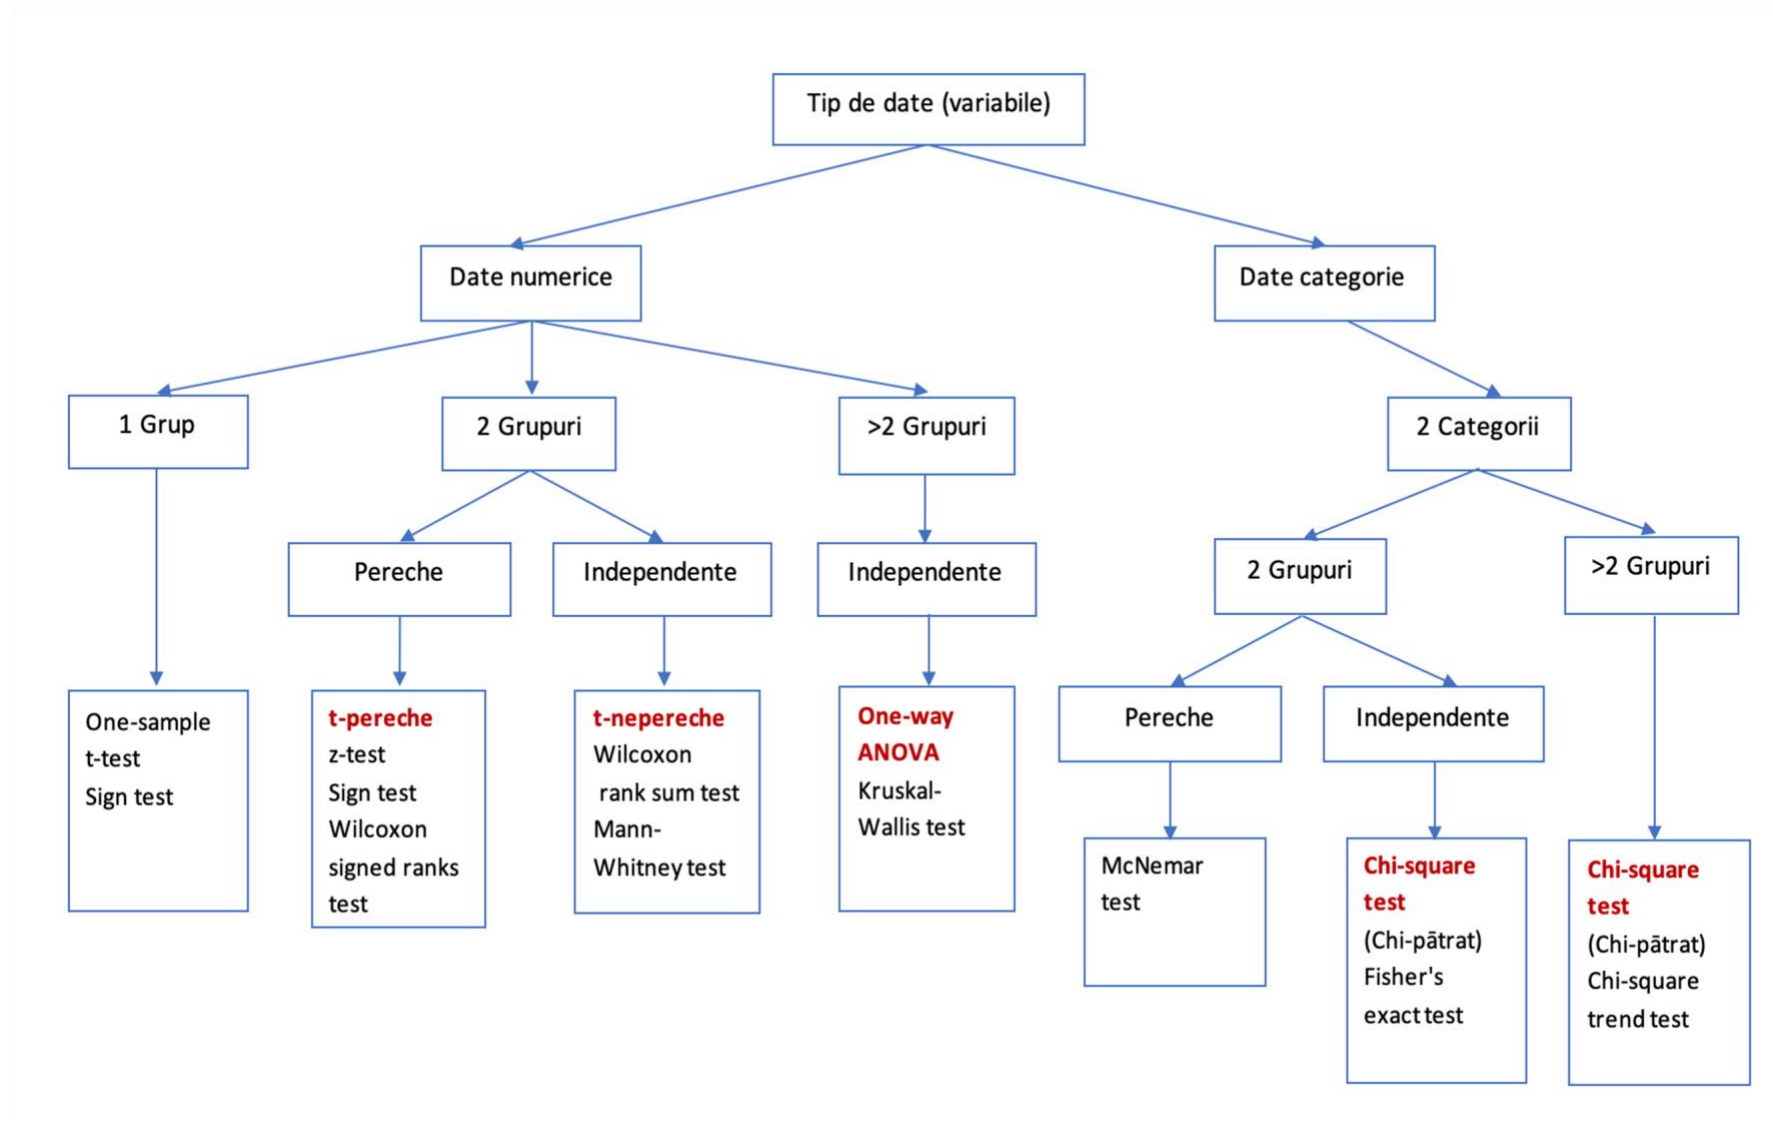 Tip de date (variabile)
Date numerice
Date categorie
1 Grup
2 Grupuri
>2 Grupuri
2 Categorii
Pereche
Independente
Independente
2 Grupuri
>2 Grupuri
One-sample
t-test
Sign test
t-pereche
z-test
Sign test
Wilcoxon
signed ranks
test
t-nepereche
Wilcoxon
rank sum test
Mann-
Whitney test
One-way
ANOVA
Kruskal-
Wallis test
Pereche
Independente
McNemar
test
Chi-square
test
(Chi-pātrat)
Fisher's
exact test
Chi-square
test
(Chi-pātrat)
Chi-square
trend test